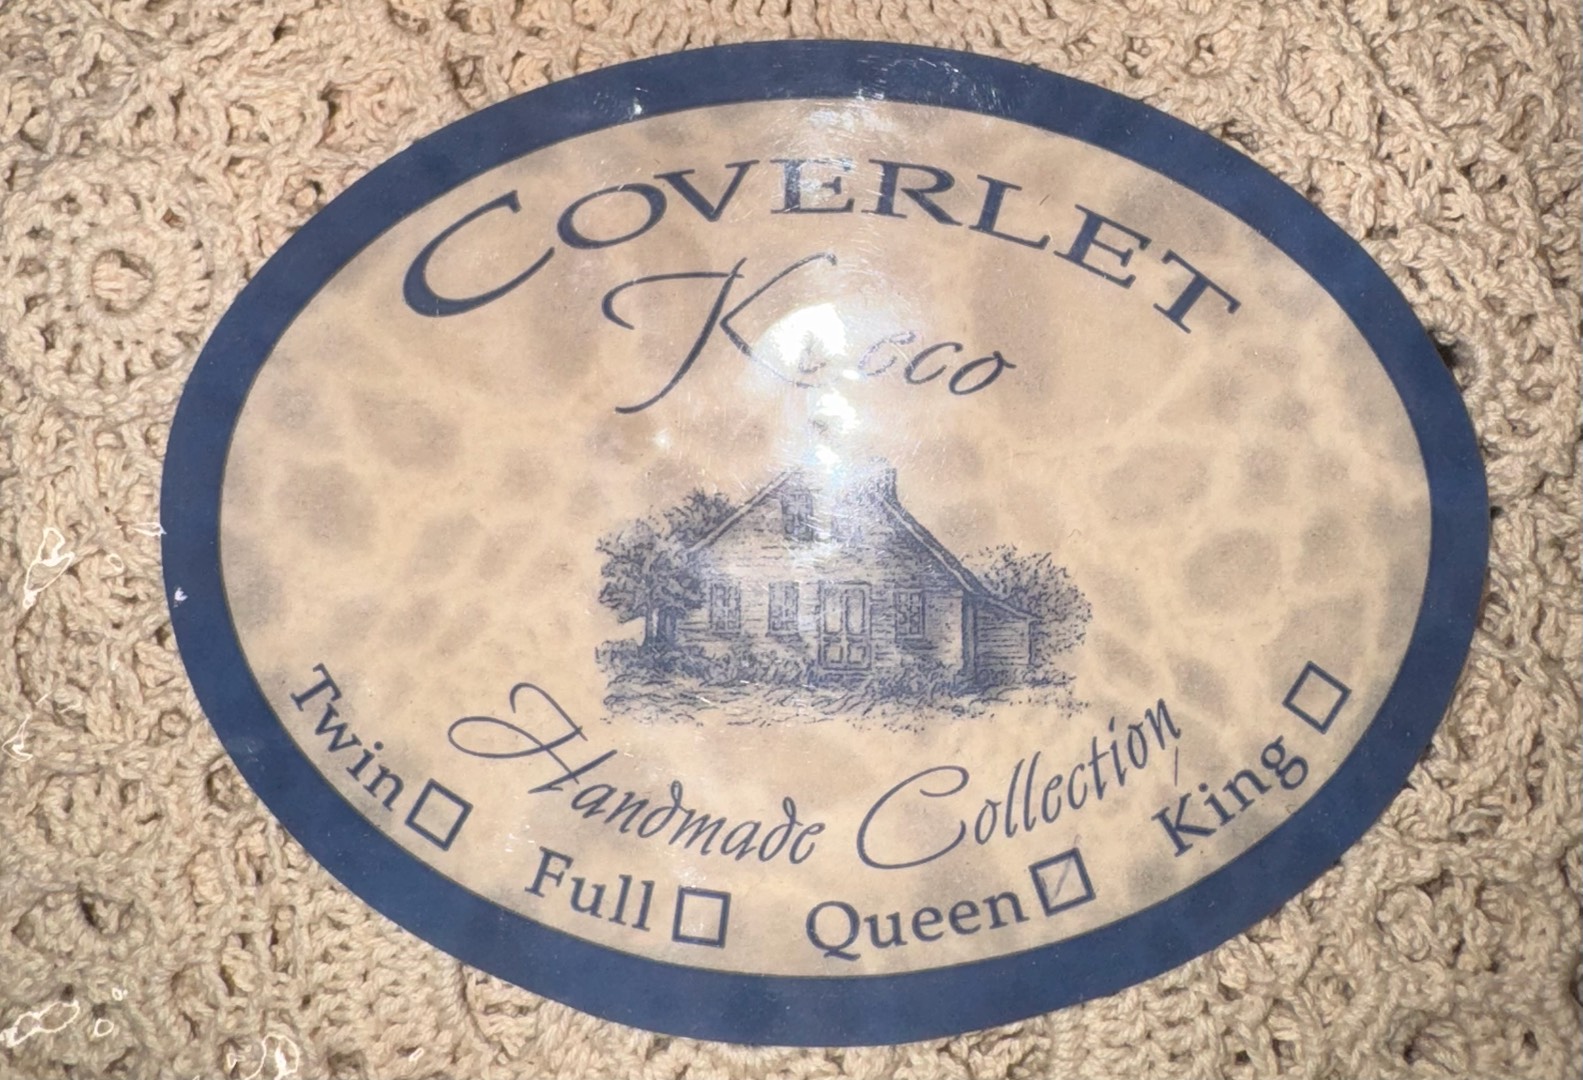 COVERLET
Handmade Collection
Twin
Full
Queen
King